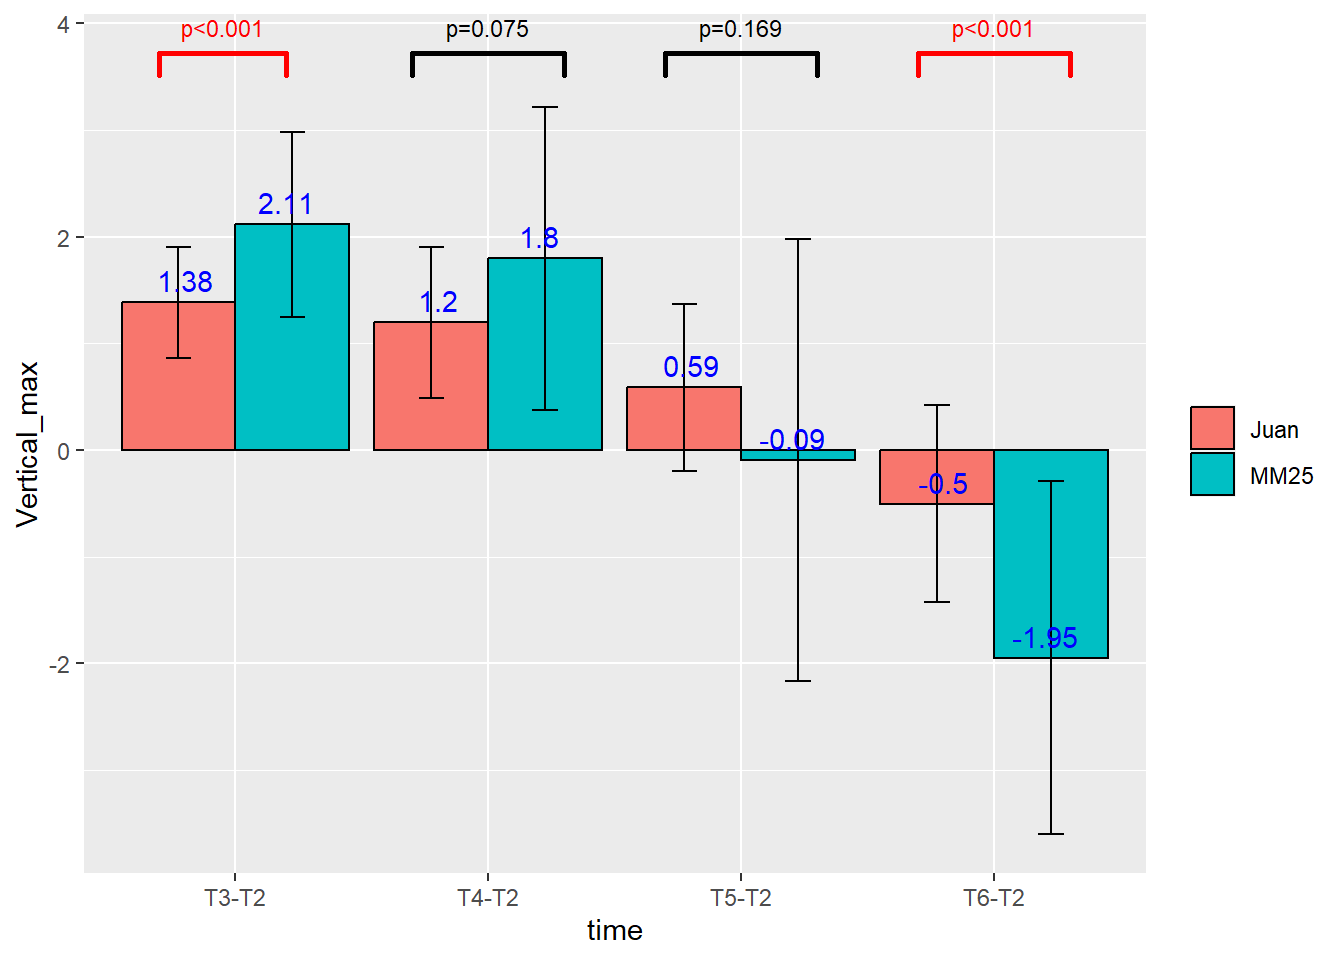 p<0.001 p=0.075 p=0.169 p<0.001
4
2
0
-2
Vertical_max
1.38 2.11 1.2 1.8 0.59 -0.09 -0.5 -1.95
Juan
MM25
T3-T2 T4-T2 T5-T2 T6-T2
time